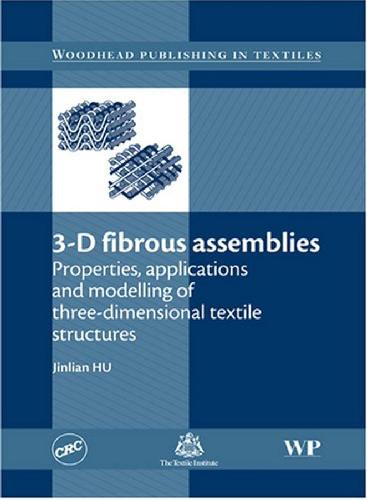 WOODHEAD PUBLISHING IN TEXTILES
3-D fibrous assemblies
Properties, applications
and modelling of
three-dimensional textile
structures
Jinlian HU
CRC
The Textile Institute
WP